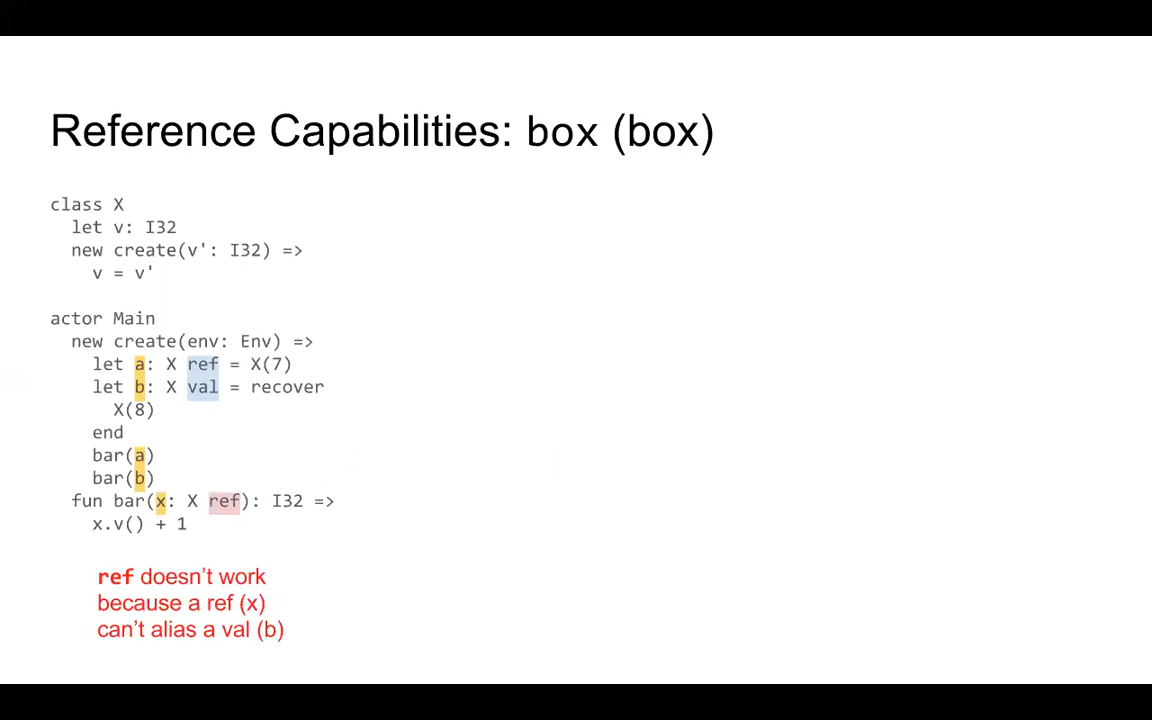 Reference Capabilities: box (box)
class X
  let v: I32
  new create(v': I32) =>
    v = v'
actor Main
  new create(env: Env) =>
    let a: X ref = X(7)
    let b: X val = recover
      X(8)
    end
    bar(a)
    bar(b)
  fun bar(x: X ref): I32 =>
    x.v() + 1
ref doesn’t work
because a ref (x)
can’t alias a val (b)